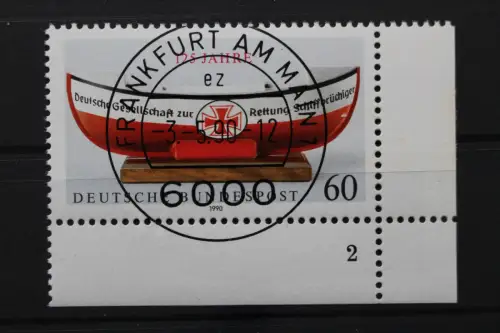 125 JAHRE
Deutsche Gesellschaft zur Rettung Schiffbrüchiger
DEUTSCHE BUNDESPOST 60
1990
FRANKFURT AM MAIN 1
ez
-3.-5.90-12
6000
2